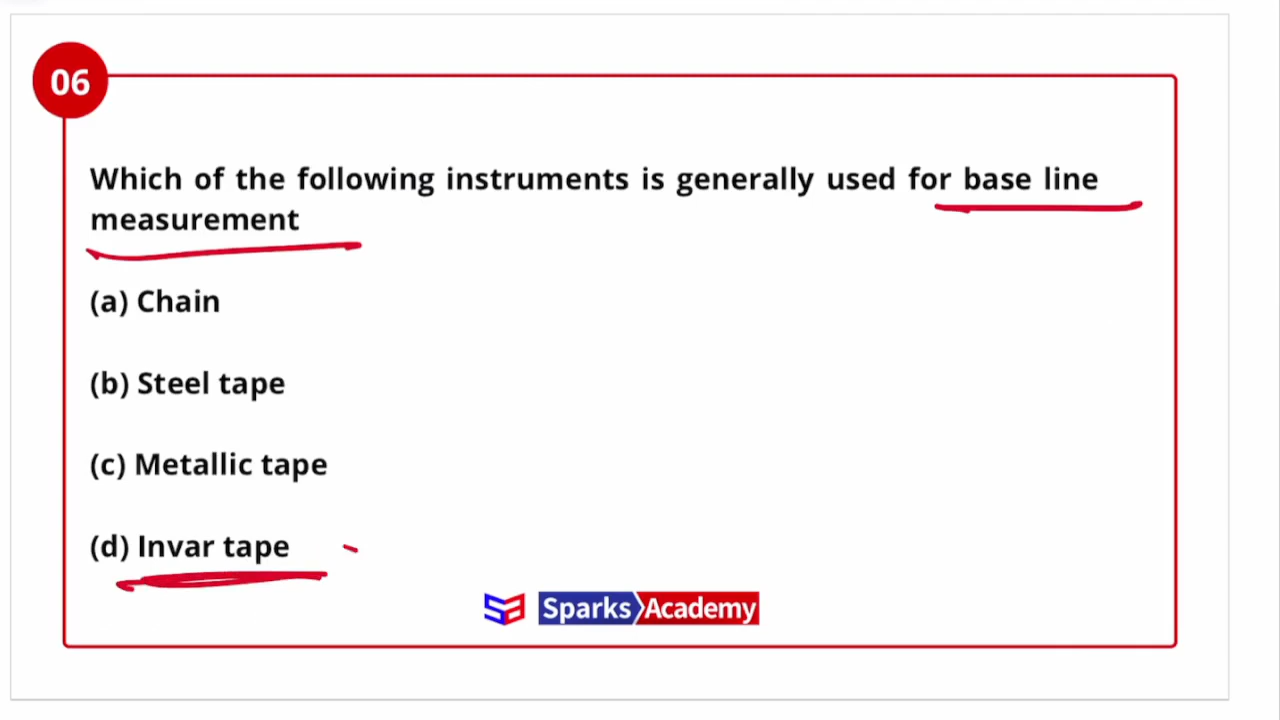 06
Which of the following instruments is generally used for base line
measurement
(a) Chain
(b) Steel tape
(c) Metallic tape
(d) Invar tape
Sparks Academy